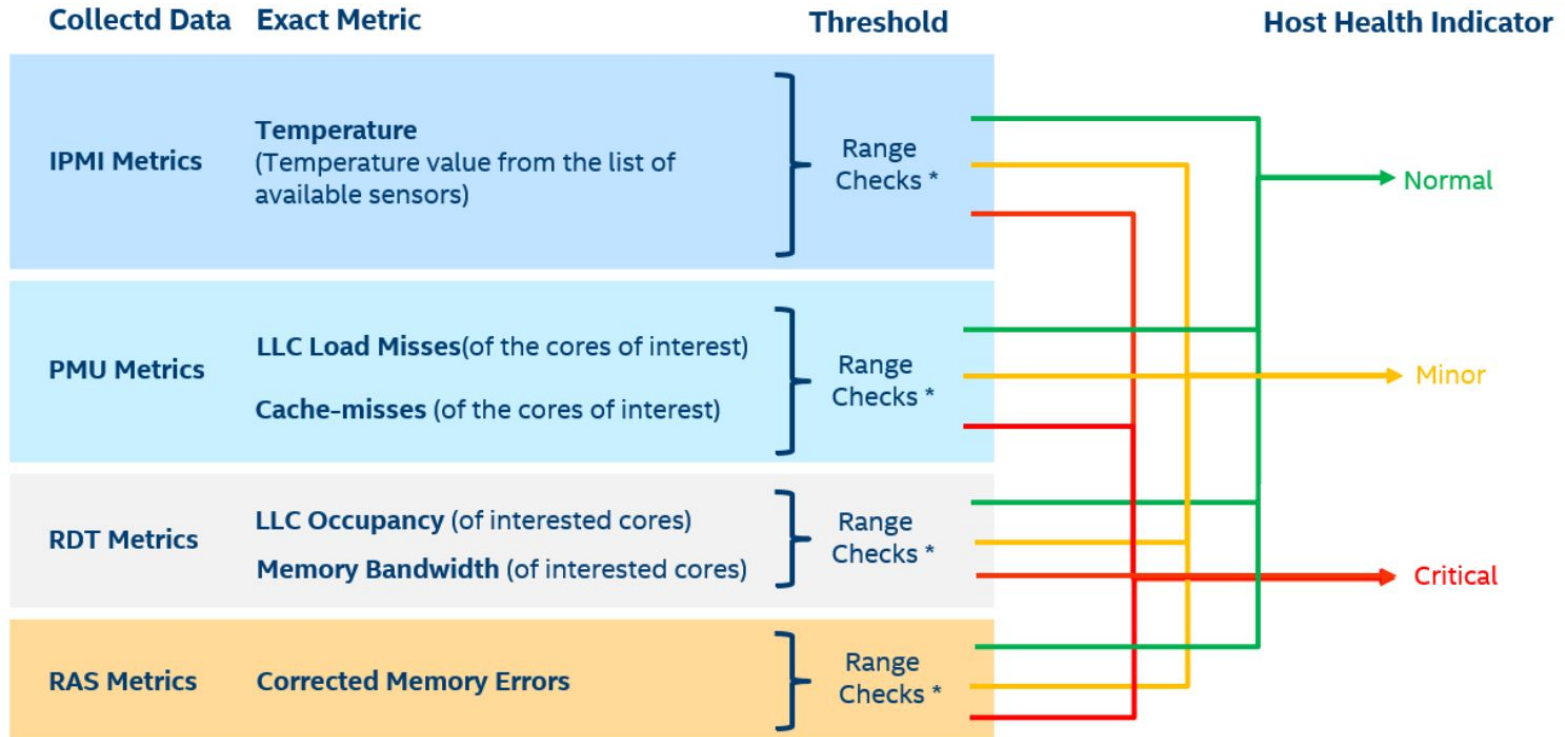 Collectd Data Exact Metric Threshold Host Health Indicator
IPMI Metrics
Temperature
(Temperature value from the list of
available sensors)
Range
Checks *
Normal
PMU Metrics
LLC Load Misses(of the cores of interest)
Cache-misses (of the cores of interest)
Range
Checks *
Minor
RDT Metrics
LLC Occupancy (of interested cores)
Memory Bandwidth (of interested cores)
Range
Checks *
Critical
RAS Metrics
Corrected Memory Errors
Range
Checks *